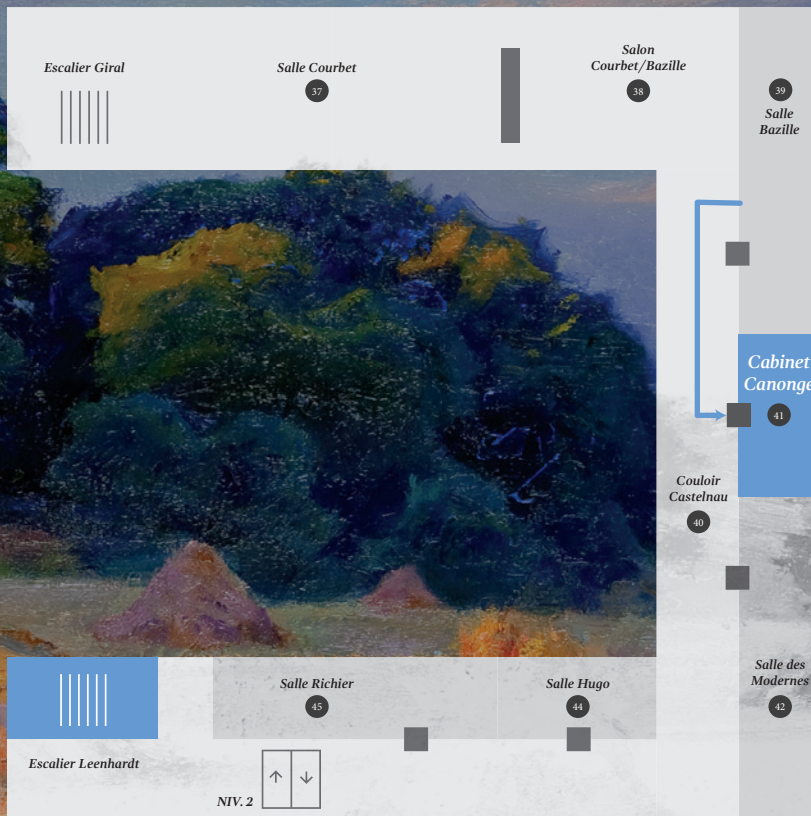 Escalier Giral
Salle Courbet
37
Salon
Courbet/Bazille
38
39
Salle
Bazille
Cabinet
Canonge
41
Couloir
Castelnau
40
Salle des
Modernes
42
Salle Richier
45
Salle Hugo
44
Escalier Leenhardt
NIV. 2